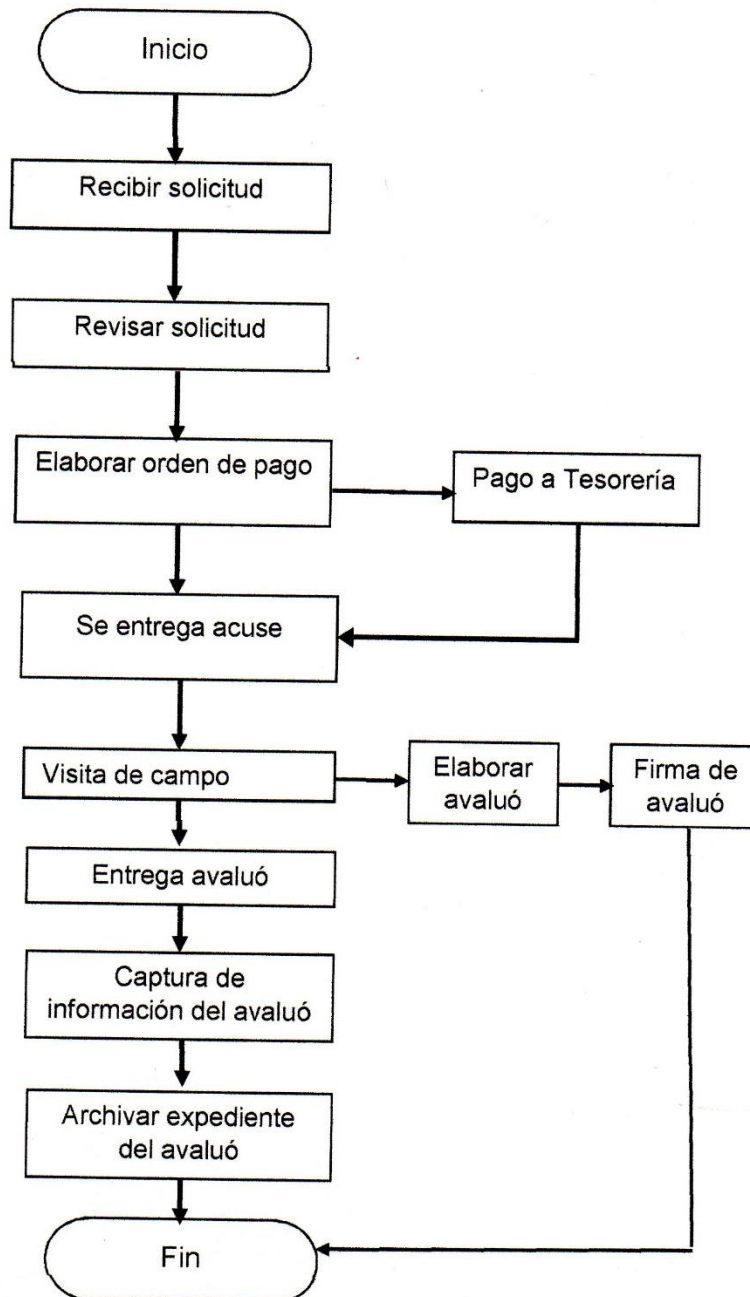 Inicio
Recibir solicitud
Revisar solicitud
Elaborar orden de pago
Pago a Tesorería
Se entrega acuse
Visita de campo
Elaborar
avaluó
Firma de
avaluó
Entrega avaluó
Captura de
información del avaluó
Archivar expediente
del avaluó
Fin